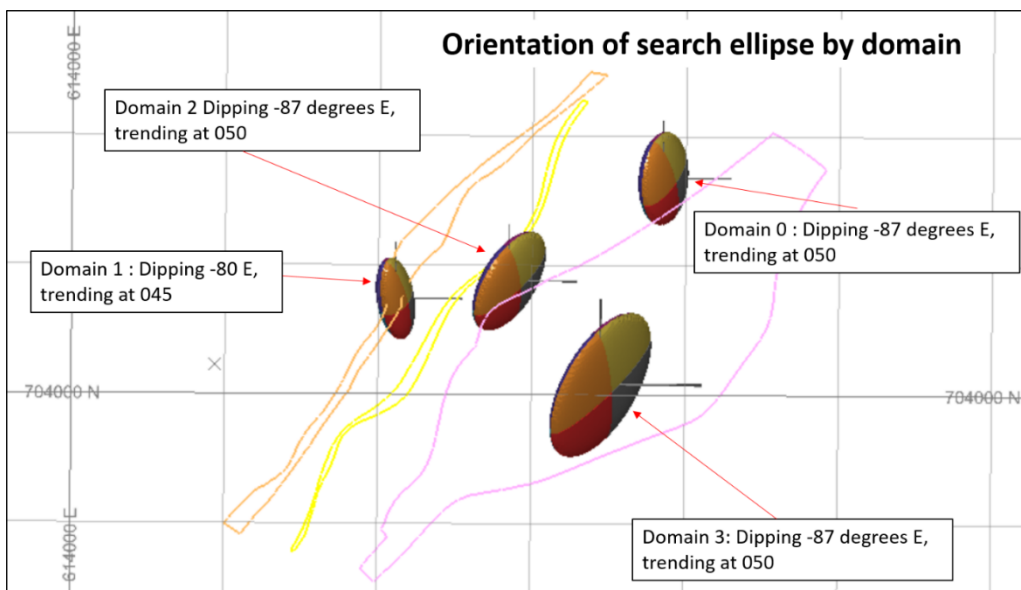 Orientation of search ellipse by domain
614000 E
Domain 2 Dipping -87 degrees E,
trending at 050
Domain 0 : Dipping -87 degrees E,
trending at 050
Domain 1 : Dipping -80 E,
trending at 045
704000 N
704000 N
Domain 3: Dipping -87 degrees E,
trending at 050
614000 E